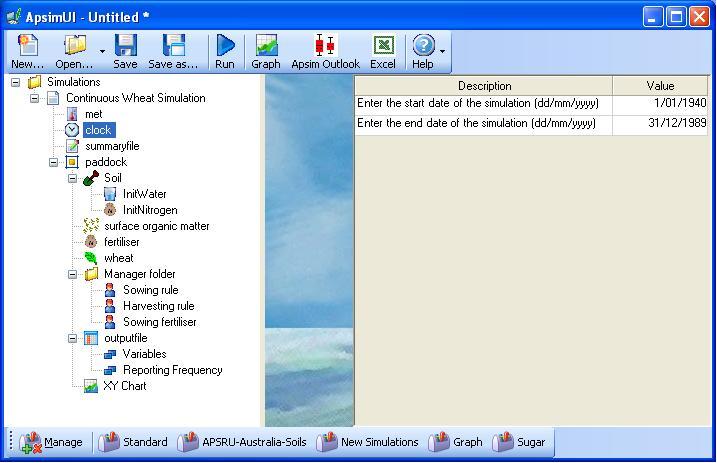 ApsimUI - Untitled *
New... Open... Save Save as... Run Graph Apsim Outlook Excel Help
Simulations
Continuous Wheat Simulation
met
clock
summaryfile
paddock
Soil
InitWater
InitNitrogen
surface organic matter
fertiliser
wheat
Manager folder
Sowing rule
Harvesting rule
Sowing fertiliser
outputfile
Variables
Reporting Frequency
XY Chart
Description Value
Enter the start date of the simulation (dd/mm/yyyy) 1/01/1940
Enter the end date of the simulation (dd/mm/yyyy) 31/12/1989
Manage Standard APSRU-Australia-Soils New Simulations Graph Sugar